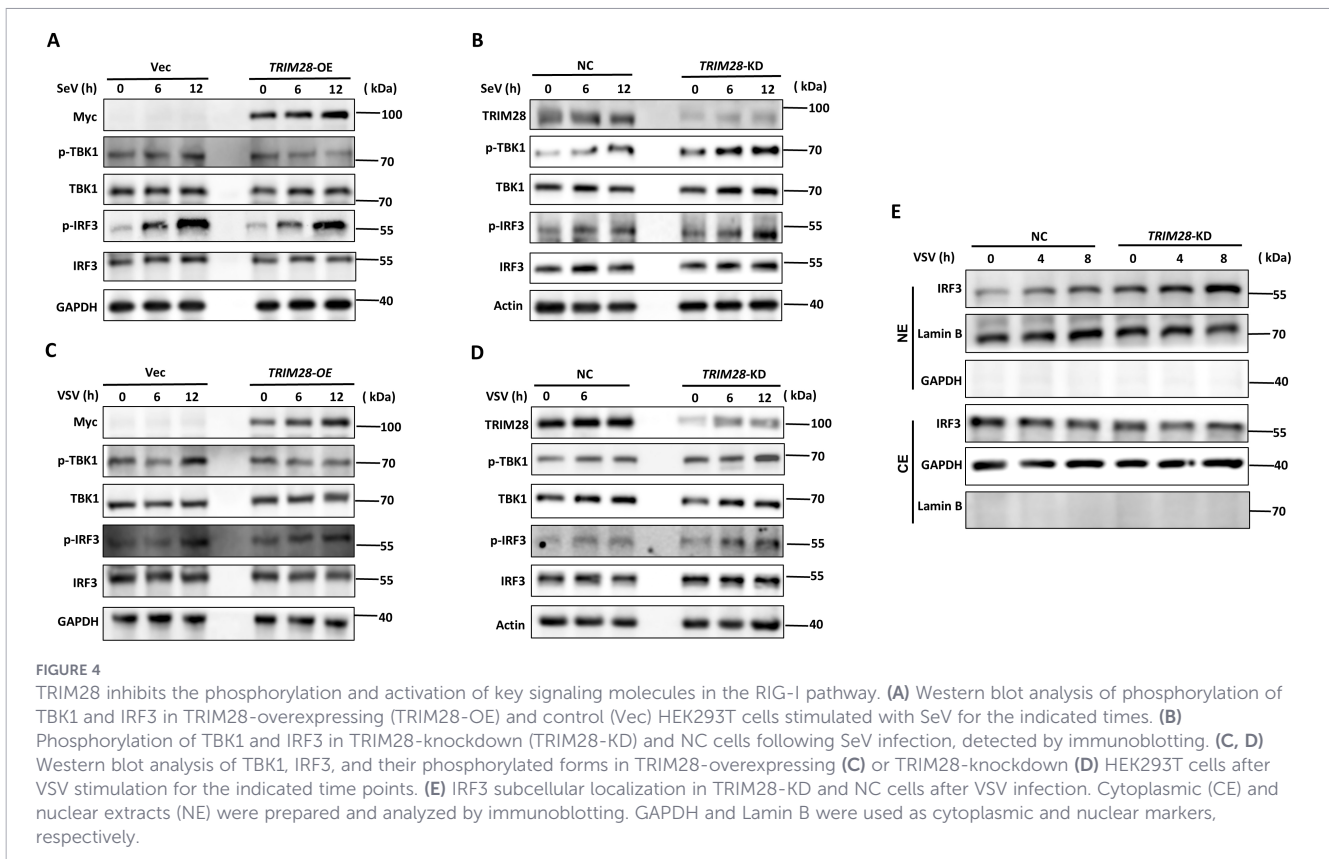 A
Vec TRIM28-OE
SeV (h) 0 6 12 0 6 12 ( kDa)
Myc 100
p-TBK1 70
TBK1 70
p-IRF3 55
IRF3 55
GAPDH 40
B
NC TRIM28-KD
SeV (h) 0 6 12 0 6 12 ( kDa)
TRIM28 100
p-TBK1 70
TBK1 70
p-IRF3 55
IRF3 55
Actin 40
C
Vec TRIM28-OE
VSV (h) 0 6 12 0 6 12 ( kDa)
Myc 100
p-TBK1 70
TBK1 70
p-IRF3 55
IRF3 55
GAPDH 40
D
NC TRIM28-KD
VSV (h) 0 6 0 6 12 ( kDa)
TRIM28 100
p-TBK1 70
TBK1 70
p-IRF3 55
IRF3 55
Actin 40
E
NC TRIM28-KD
VSV (h) 0 4 8 0 4 8 ( kDa)
NE
IRF3 55
Lamin B 70
GAPDH 40
CE
IRF3 55
GAPDH 40
Lamin B 70
FIGURE 4
TRIM28 inhibits the phosphorylation and activation of key signaling molecules in the RIG-I pathway. (A) Western blot analysis of phosphorylation of
TBK1 and IRF3 in TRIM28-overexpressing (TRIM28-OE) and control (Vec) HEK293T cells stimulated with SeV for the indicated times. (B)
Phosphorylation of TBK1 and IRF3 in TRIM28-knockdown (TRIM28-KD) and NC cells following SeV infection, detected by immunoblotting. (C, D)
Western blot analysis of TBK1, IRF3, and their phosphorylated forms in TRIM28-overexpressing (C) or TRIM28-knockdown (D) HEK293T cells after
VSV stimulation for the indicated time points. (E) IRF3 subcellular localization in TRIM28-KD and NC cells after VSV infection. Cytoplasmic (CE) and
nuclear extracts (NE) were prepared and analyzed by immunoblotting. GAPDH and Lamin B were used as cytoplasmic and nuclear markers,
respectively.